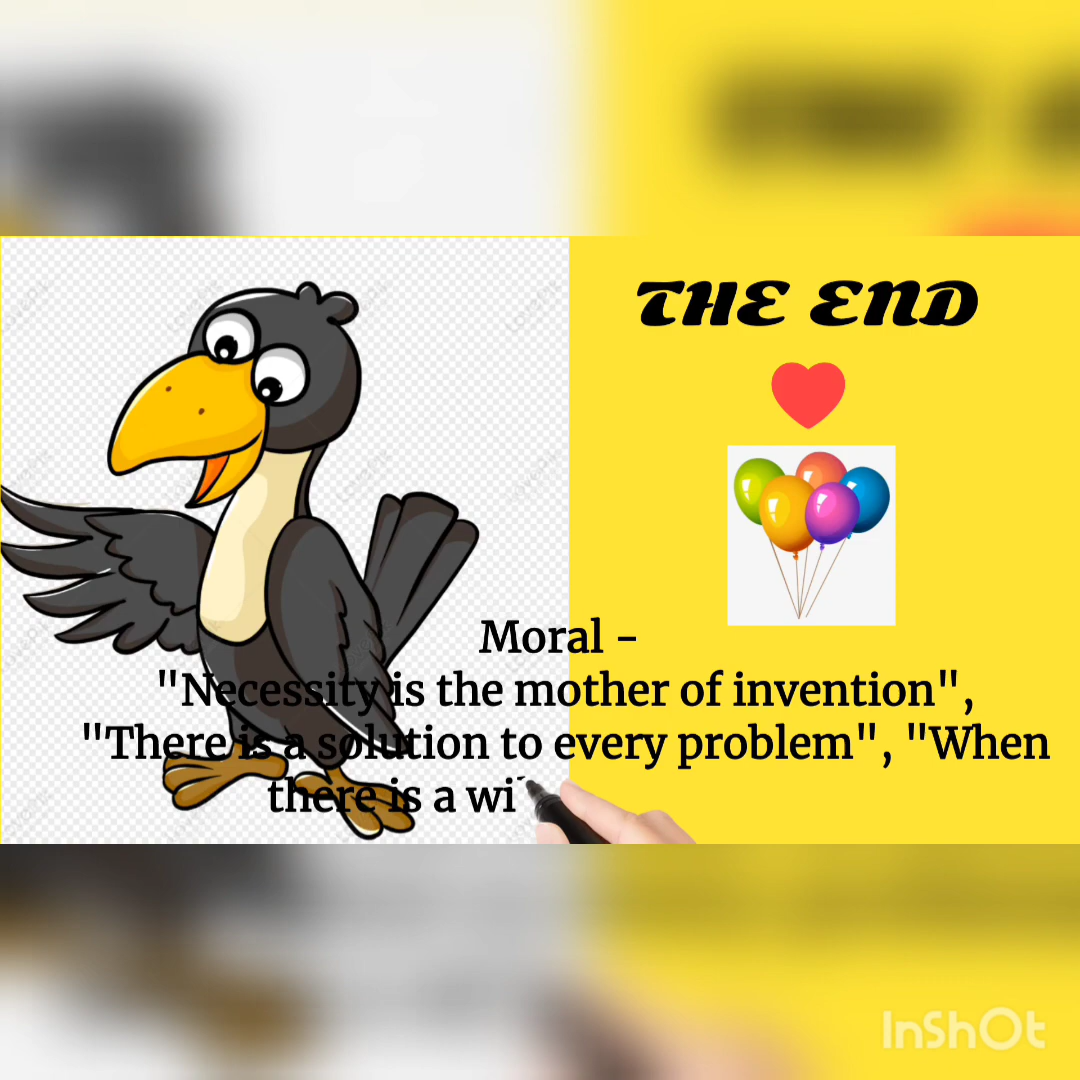 THE END
Moral -
"Necessity is the mother of invention",
"There is a solution to every problem", "When
there is a wi
InShOt